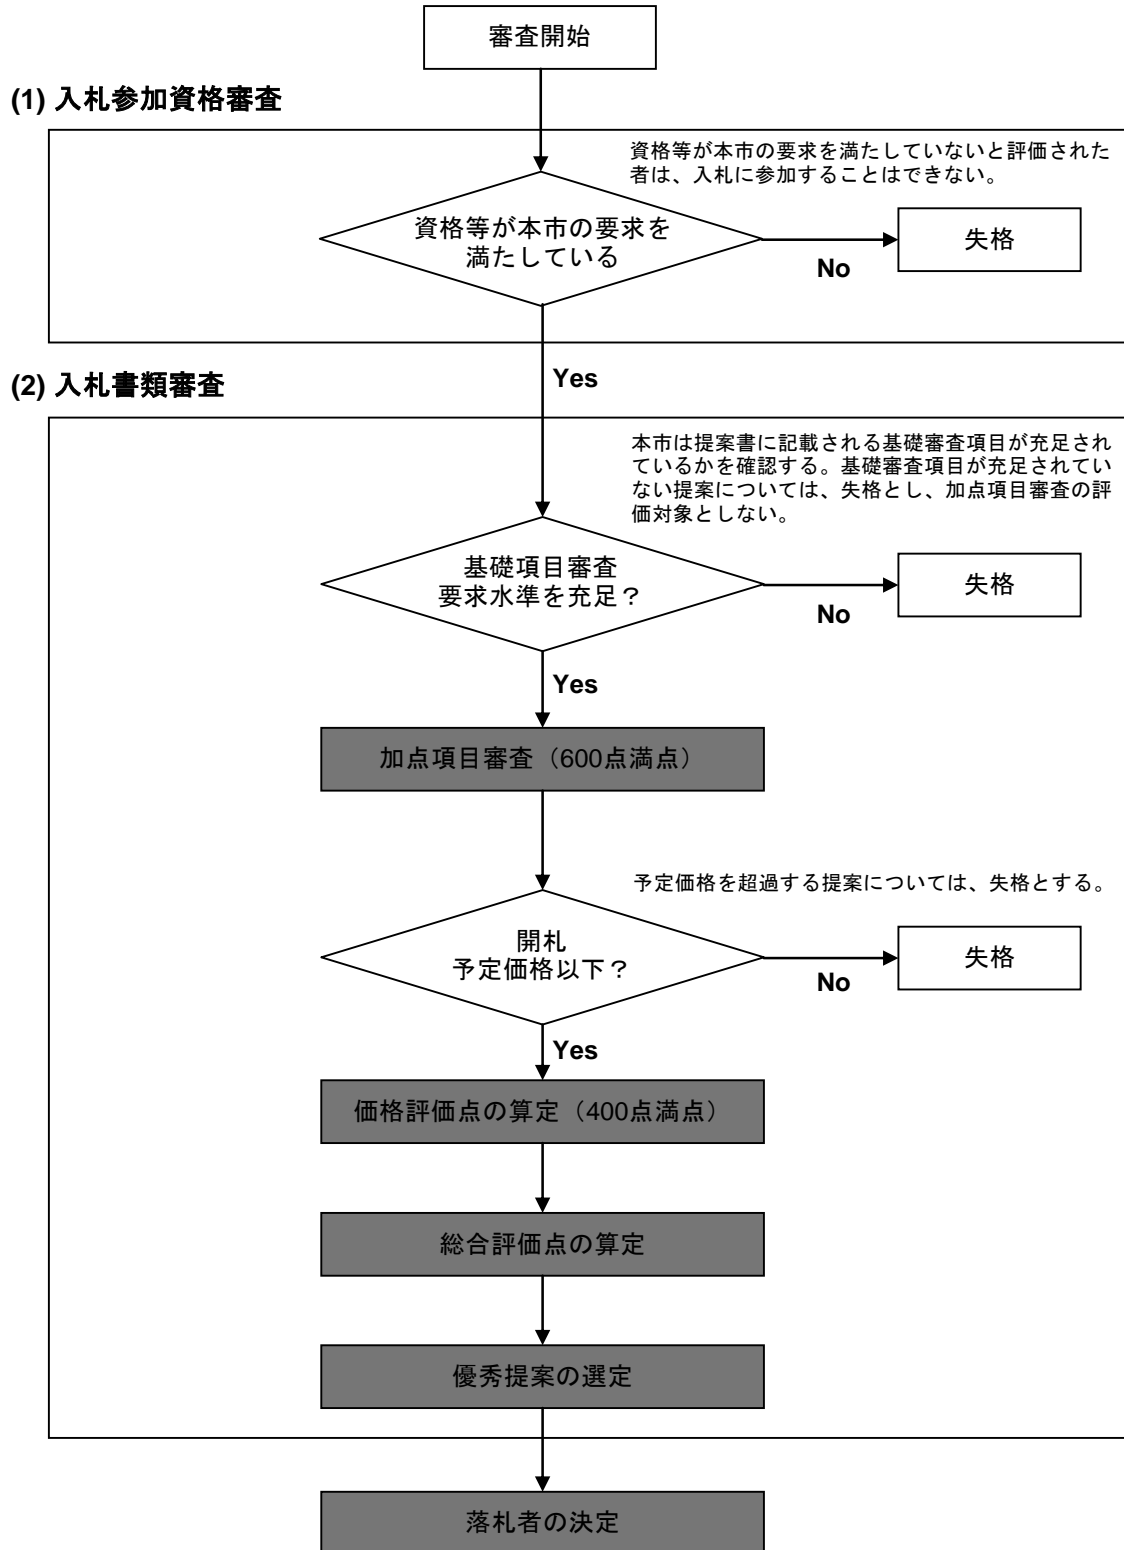 審査開始
(1) 入札参加資格審査
資格等が本市の要求を満たしていないと評価された
者は、入札に参加することはできない。
資格等が本市の要求を
満たしている
失格
No
Yes
(2) 入札書類審査
本市は提案書に記載される基礎審査項目が充足され
ているかを確認する。基礎審査項目が充足されてい
ない提案については、失格とし、加点項目審査の評
価対象としない。
基礎項目審査
要求水準を充足？
失格
No
Yes
加点項目審査（600点満点）
予定価格を超過する提案については、失格とする。
開札
予定価格以下？
失格
No
Yes
価格評価点の算定（400点満点）
総合評価点の算定
優秀提案の選定
落札者の決定